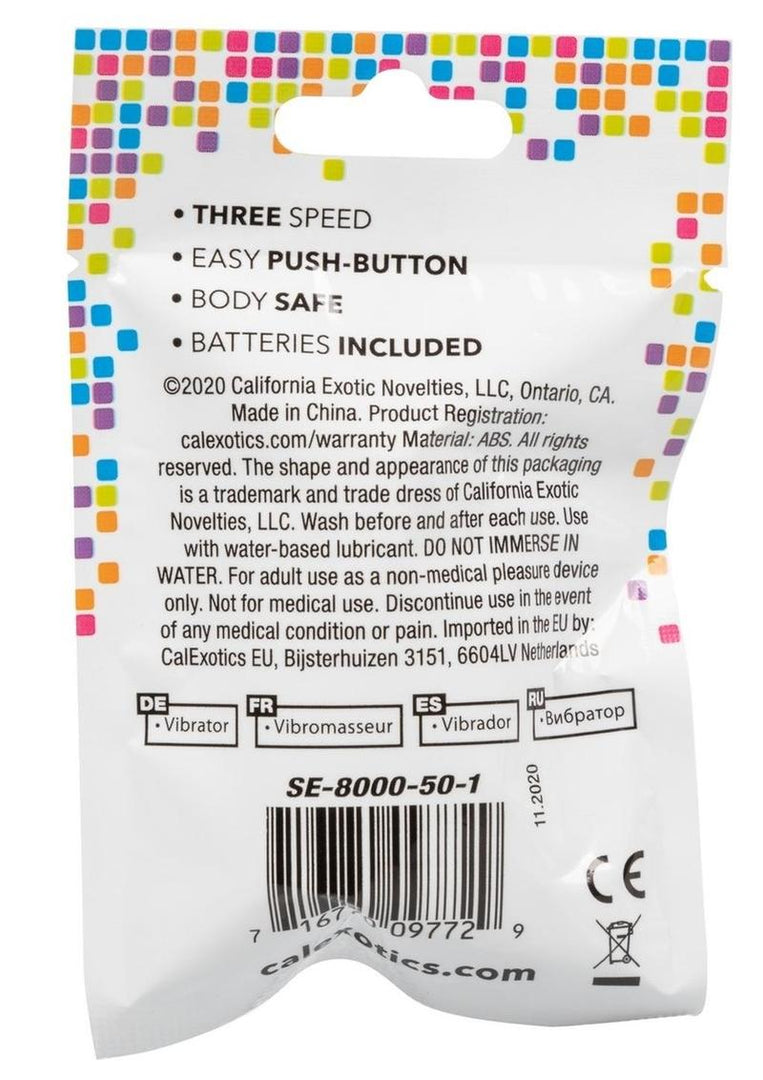 • THREE SPEED
• EASY PUSH-BUTTON
• BODY SAFE
• BATTERIES INCLUDED
©2020 California Exotic Novelties, LLC, Ontario, CA.
Made in China. Product Registration:
calexotics.com/warranty Material: ABS. All rights
reserved. The shape and appearance of this packaging
is a trademark and trade dress of California Exotic
Novelties, LLC. Wash before and after each use. Use
with water-based lubricant. DO NOT IMMERSE IN
WATER. For adult use as a non-medical pleasure device
only. Not for medical use. Discontinue use in the event
of any medical condition or pain. Imported in the EU by:
CalExotics EU, Bijsterhuizen 3151, 6604LV Netherlands
DE • Vibrator
FR • Vibromasseur
ES • Vibrador
RU • Вибратор
SE-8000-50-1
11.2020
7 09772 9
CE
calexotics.com